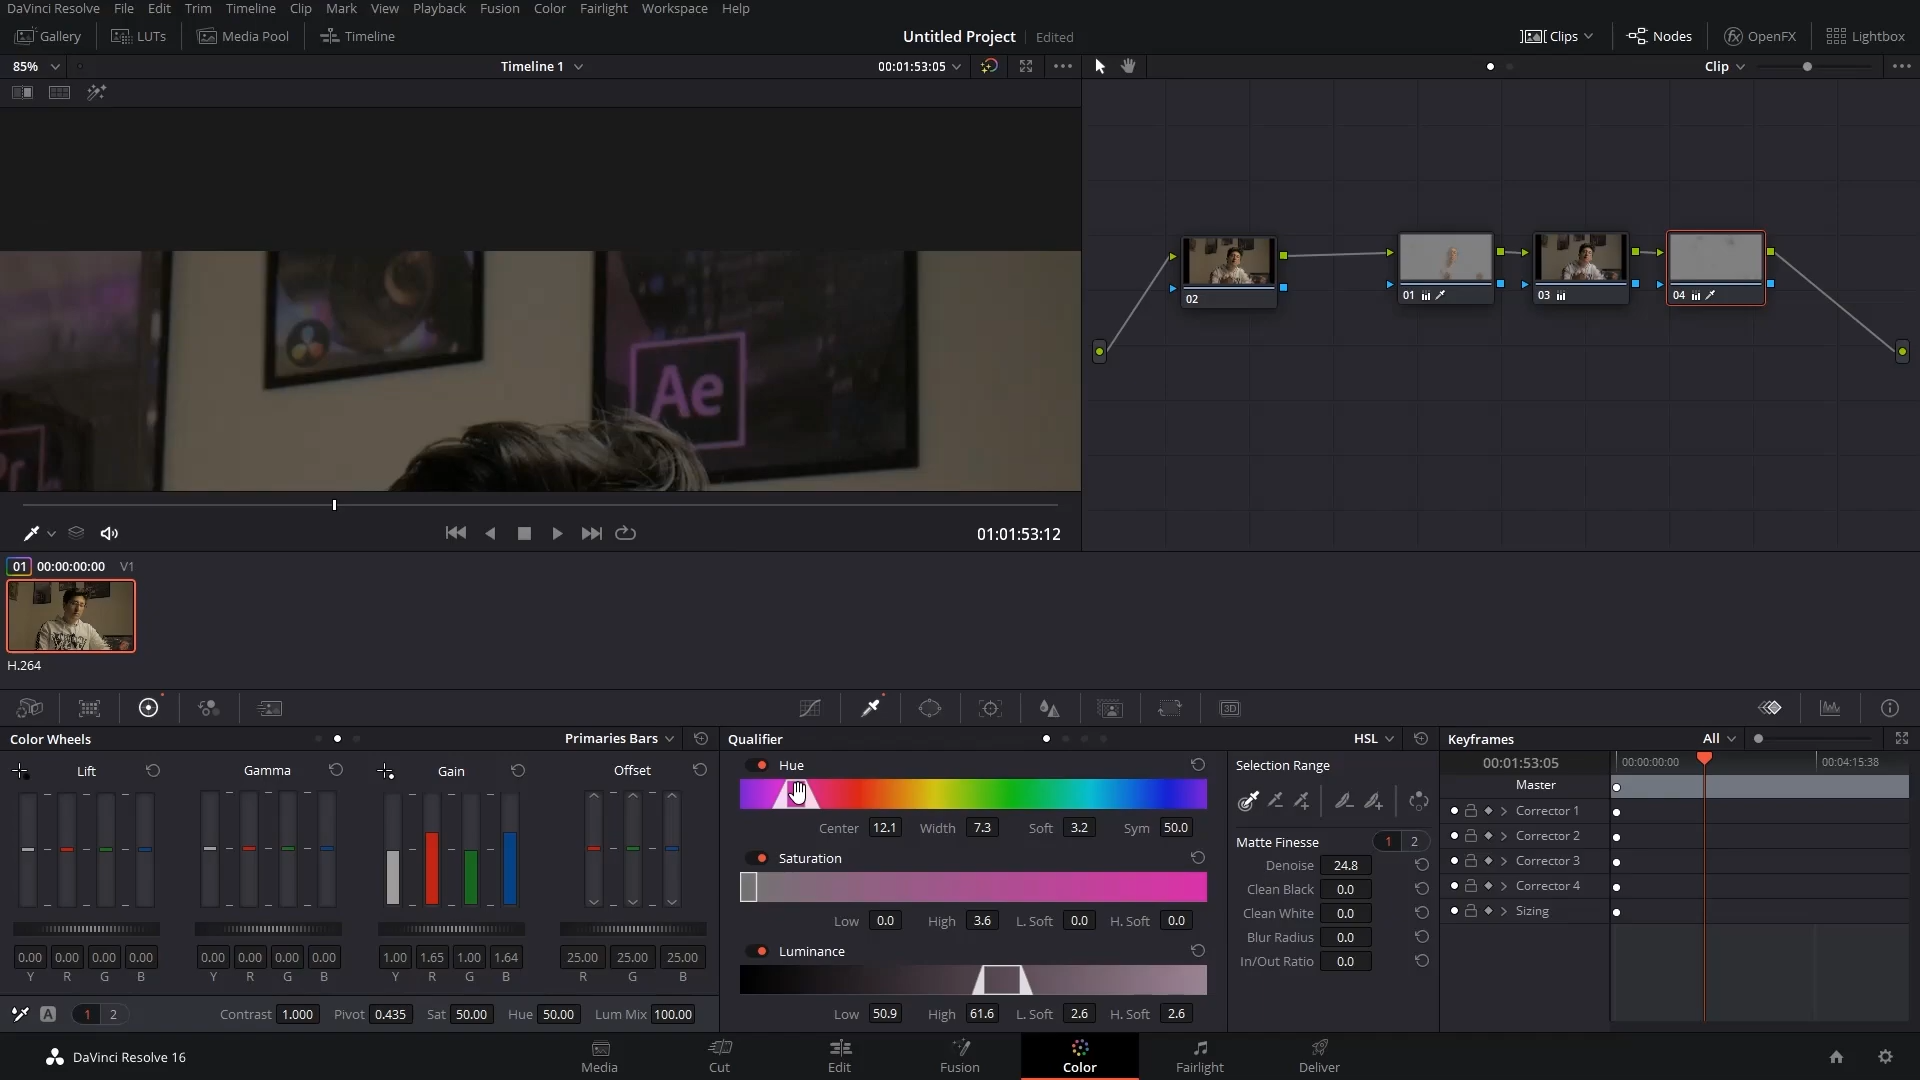 DaVinci Resolve File Edit Trim Timeline Clip Mark View Playback Fusion Color Fairlight Workspace Help
Gallery LUTs Media Pool Timeline Untitled Project Edited Clips Nodes OpenFX Lightbox
85% Timeline 1 00:01:53:05 Clip
Ae
Pr
02
01
03
04
01:01:53:12
01 00:00:00:00 V1
H.264
Color Wheels Primaries Bars Qualifier HSL Keyframes All
Lift Gamma Gain Offset
0.00 0.00 0.00 0.00 0.00 0.00 0.00 0.00 1.00 1.65 1.00 1.64 25.00 25.00 25.00
Y R G B Y R G B Y R G B R G B
A 1 2 Contrast 1.000 Pivot 0.435 Sat 50.00 Hue 50.00 Lum Mix 100.00
Hue
Center 12.1 Width 7.3 Soft 3.2 Sym 50.0
Saturation
Low 0.0 High 3.6 L. Soft 0.0 H. Soft 0.0
Luminance
Low 50.9 High 61.6 L. Soft 2.6 H. Soft 2.6
Selection Range
Matte Finesse 1 2
Denoise 24.8
Clean Black 0.0
Clean White 0.0
Blur Radius 0.0
In/Out Ratio 0.0
00:01:53:05 00:00:00:00 00:04:15:38
Master
Corrector 1
Corrector 2
Corrector 3
Corrector 4
Sizing
3D
DaVinci Resolve 16 Media Cut Edit Fusion Color Fairlight Deliver